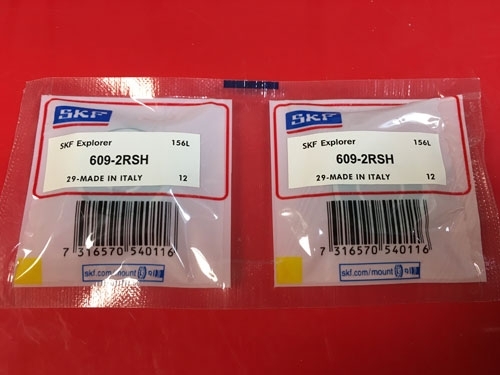 SKF
SKF Explorer 156L
609-2RSH
29-MADE IN ITALY 12
7 316570 540116
skf.com/mount
SKF
SKF Explorer 156L
609-2RSH
29-MADE IN ITALY 12
7 316570 540116
skf.com/mount